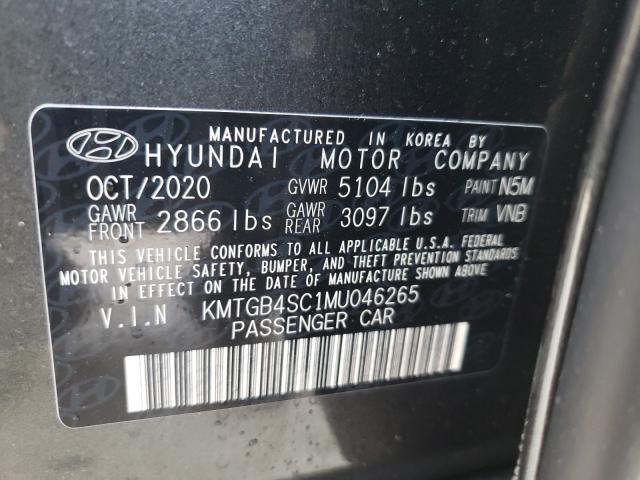 MANUFACTURED IN KOREA BY
HYUNDAI MOTOR COMPANY
OCT/2020 GVWR 5104 lbs PAINT N5M
GAWR FRONT 2866 lbs GAWR REAR 3097 lbs TRIM VNB
THIS VEHICLE CONFORMS TO ALL APPLICABLE U.S.A. FEDERAL
MOTOR VEHICLE SAFETY, BUMPER, AND THEFT PREVENTION STANDARDS
IN EFFECT ON THE DATE OF MANUFACTURE SHOWN ABOVE
V.I.N KMTGB4SC1MU046265
PASSENGER CAR